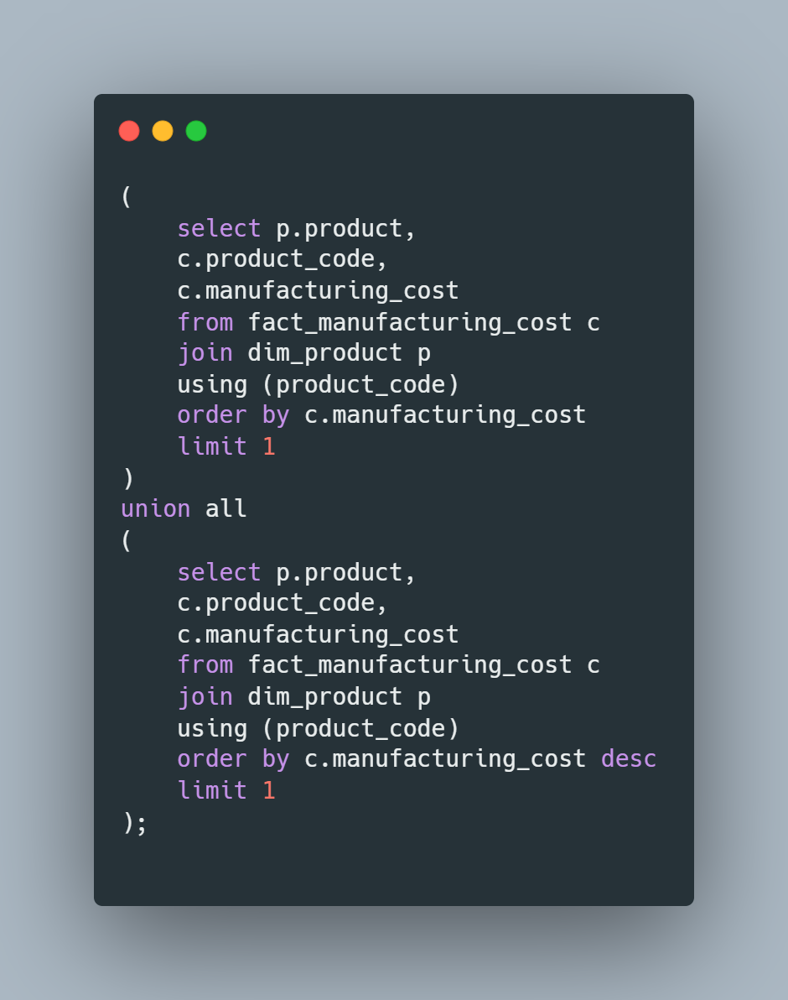 (
    select p.product,
    c.product_code,
    c.manufacturing_cost
    from fact_manufacturing_cost c
    join dim_product p
    using (product_code)
    order by c.manufacturing_cost
    limit 1
)
union all
(
    select p.product,
    c.product_code,
    c.manufacturing_cost
    from fact_manufacturing_cost c
    join dim_product p
    using (product_code)
    order by c.manufacturing_cost desc
    limit 1
);